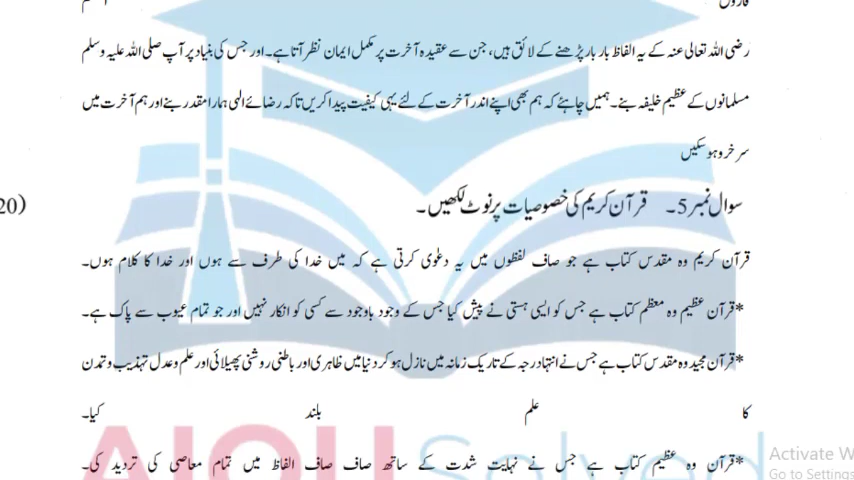 رضی اللہ تعالی عنہ کے یہ الفاظ بار بار پڑھنے کے لائق ہیں، جن سے عقیدہ آخرت پر مکمل ایمان نظر آتا ہے۔ اور جس کی بنیاد پر آپ صلی اللہ علیہ وسلم
مسلمانوں کے عظیم خلیفہ بنے۔ ہمیں چاہئے کہ ہم بھی اپنے اندر آخرت کے لئے یہی کیفیت پیدا کریں تاکہ رضائے الٰہی ہمارا مقدر بنے اور ہم آخرت میں
سرخرو ہو سکیں
سوال نمبر 5۔ قرآن کریم کی خصوصیات پر نوٹ لکھیں۔ (20
قرآن کریم وہ مقدس کتاب ہے جو صاف لفظوں میں یہ دعوٰی کرتی ہے کہ میں خدا کی طرف سے ہوں اور خدا کا کلام ہوں۔
*قرآن عظیم وہ معظم کتاب ہے جس کو ایسی ہستی نے پیش کیا جس کے وجود باوجود سے کسی کو انکار نہیں اور جو تمام عیوب سے پاک ہے۔
*قرآن مجید وہ مقدس کتاب ہے جس نے انتہا درجہ کے تاریک زمانہ میں نازل ہو کر دنیا میں ظاہری اور باطنی روشنی پھیلائی اور علم وعدل تہذیب وتمدن
کا علم بلند کیا۔
*قرآن وہ عظیم کتاب ہے جس نے نہایت شدت کے ساتھ صاف صاف الفاظ میں تمام معاصی کی تردید کی۔
AIOU Solved
Activate W
Go to Settings